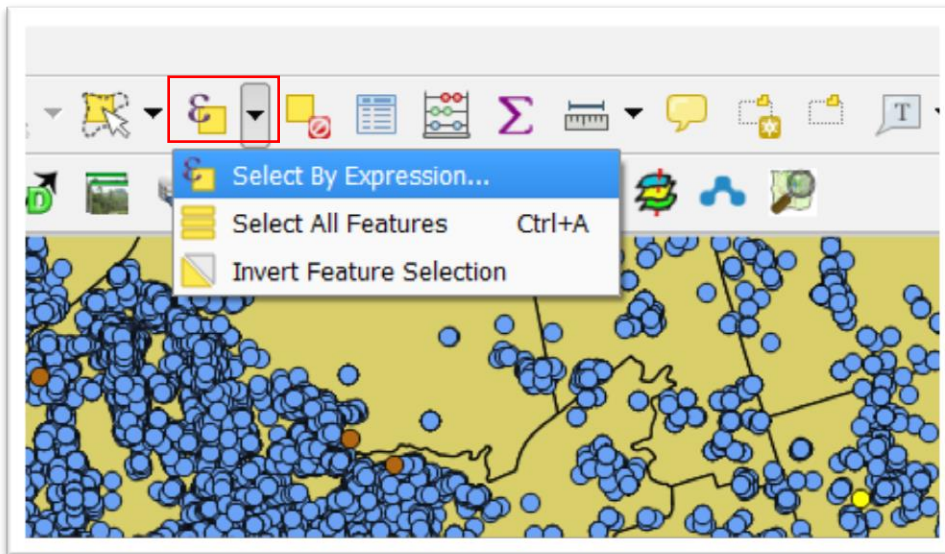 T
Select By Expression...
Select All Features Ctrl+A
Invert Feature Selection